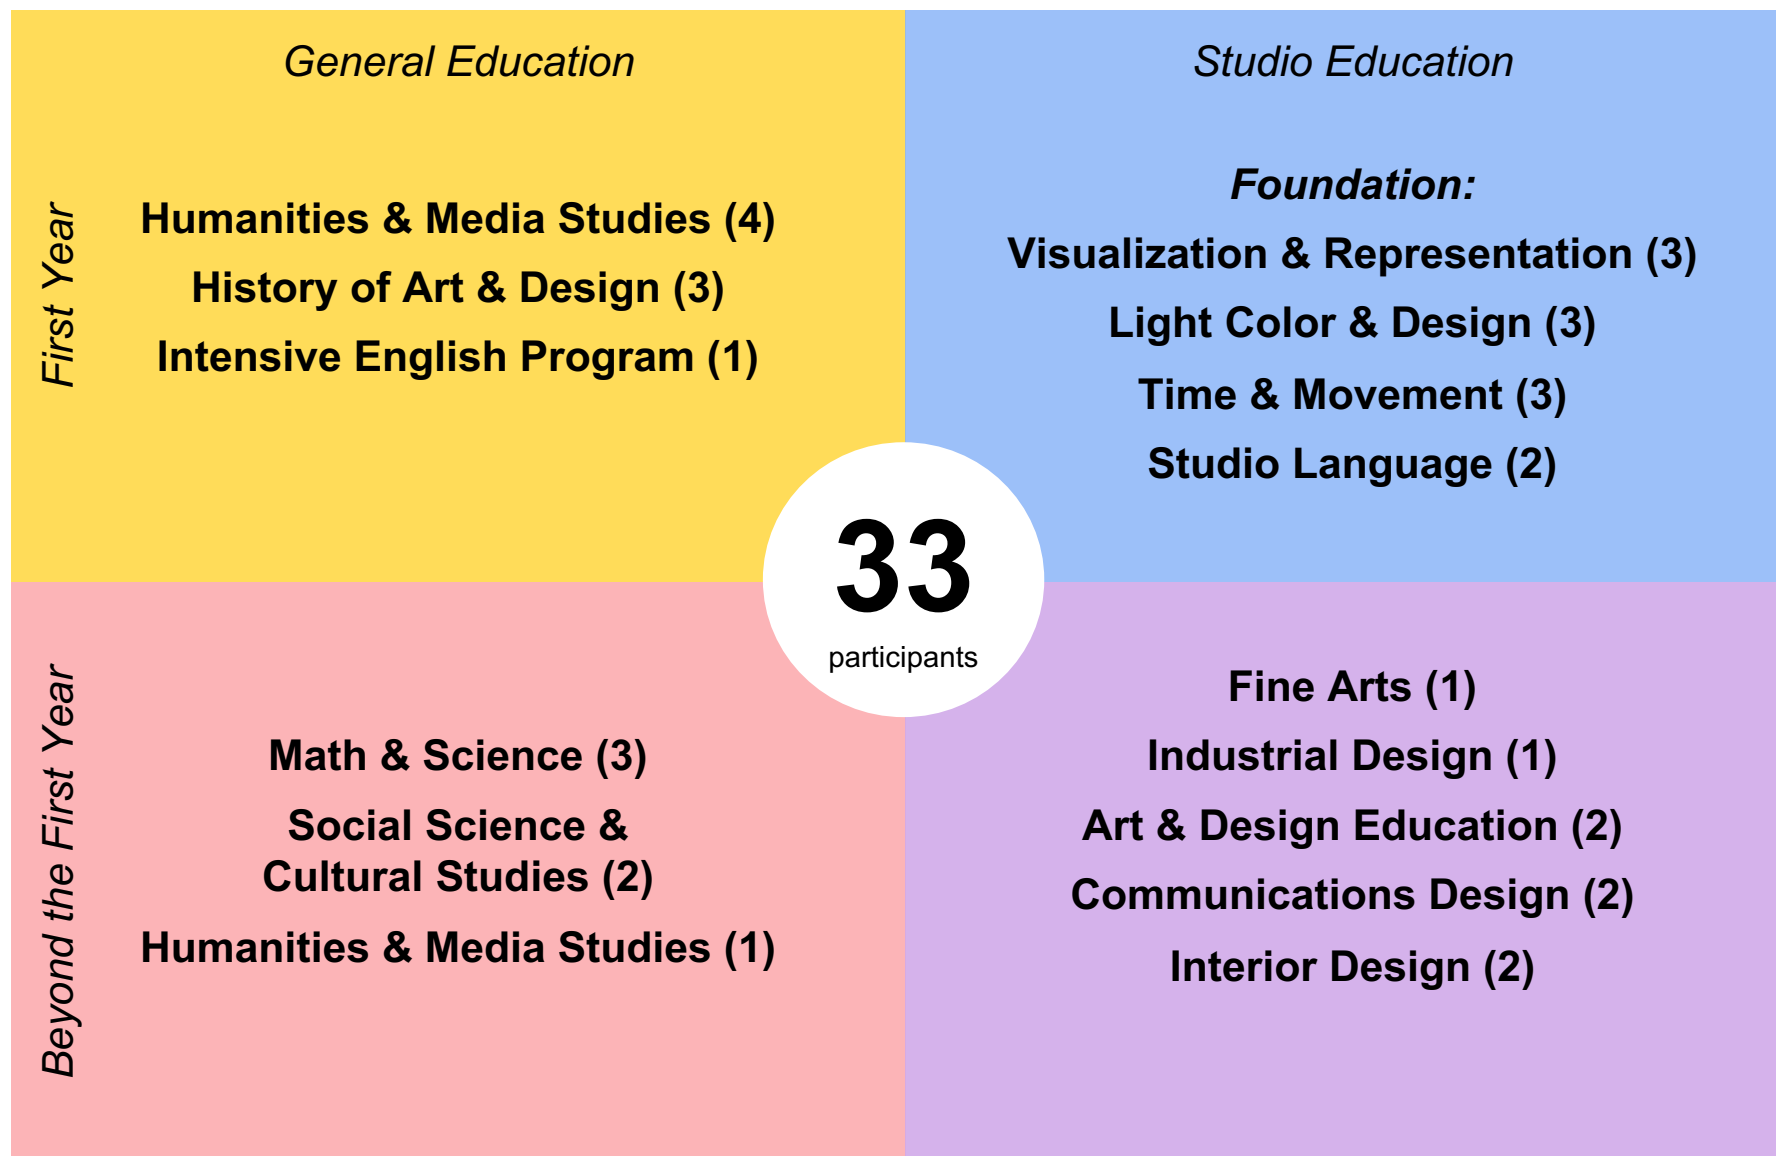 General Education
Studio Education
First Year
Humanities & Media Studies (4)
History of Art & Design (3)
Intensive English Program (1)
Foundation:
Visualization & Representation (3)
Light Color & Design (3)
Time & Movement (3)
Studio Language (2)
33
participants
Beyond the First Year
Math & Science (3)
Social Science &
Cultural Studies (2)
Humanities & Media Studies (1)
Fine Arts (1)
Industrial Design (1)
Art & Design Education (2)
Communications Design (2)
Interior Design (2)